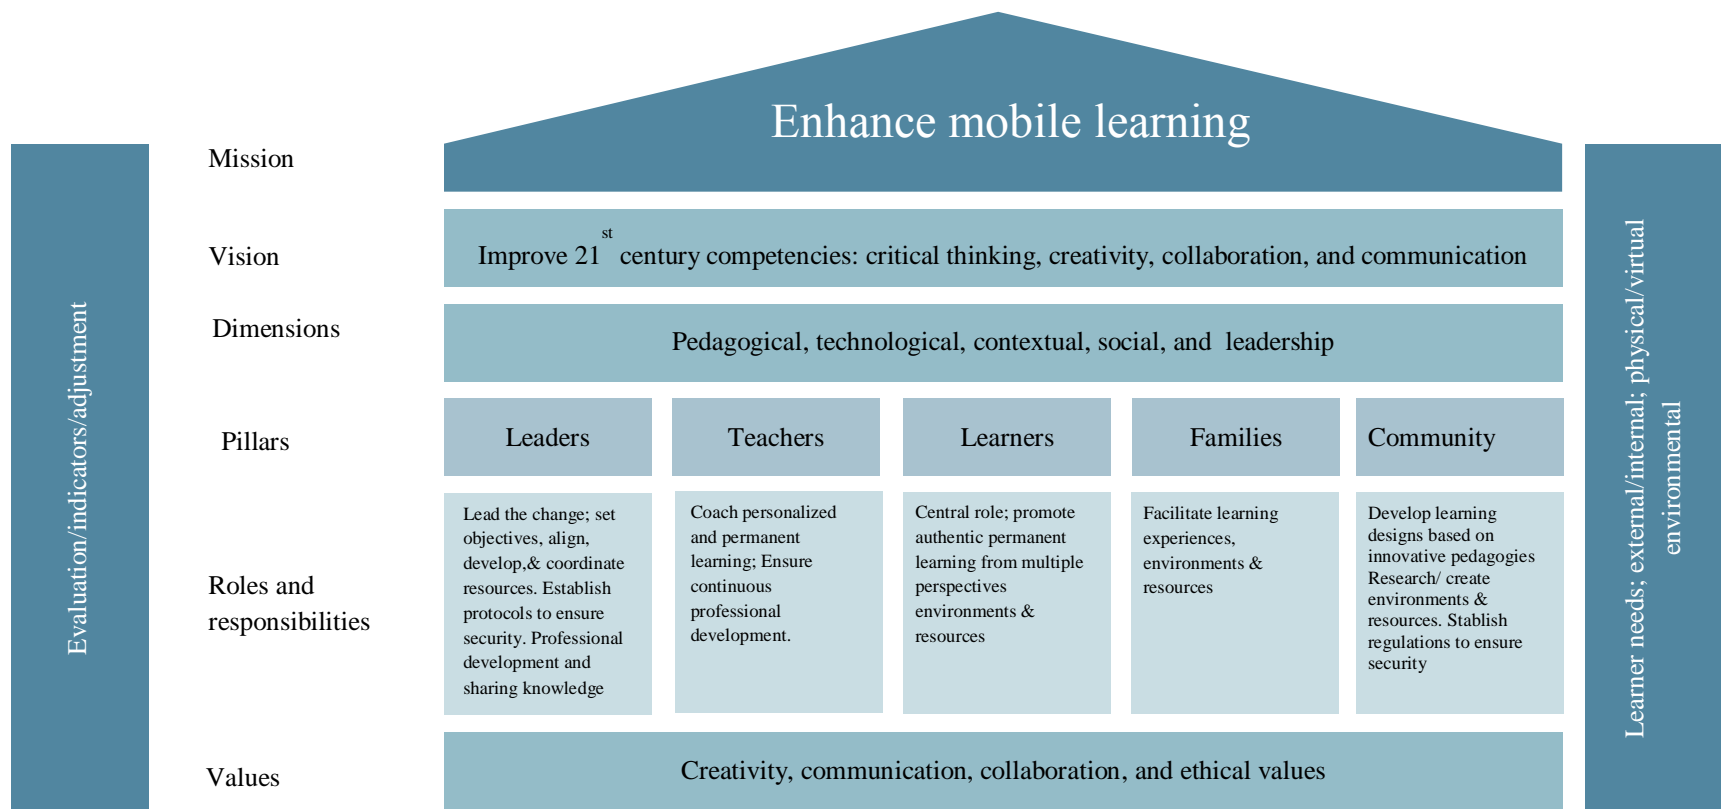 Enhance mobile learning
Mission
Vision
Improve 21st century competencies: critical thinking, creativity, collaboration, and communication
Dimensions
Pedagogical, technological, contextual, social, and leadership
Pillars
Leaders
Teachers
Learners
Families
Community
Roles and
responsibilities
Lead the change; set
objectives, align,
develop,& coordinate
resources. Establish
protocols to ensure
security. Professional
development and
sharing knowledge
Coach personalized
and permanent
learning; Ensure
continuous
professional
development.
Central role; promote
authentic permanent
learning from multiple
perspectives
environments &
resources
Facilitate learning
experiences,
environments &
resources
Develop learning
designs based on
innovative pedagogies
Research/ create
environments &
resources. Stablish
regulations to ensure
security
Values
Creativity, communication, collaboration, and ethical values
Evaluation/indicators/adjustment
Learner needs; external/internal; physical/virtual
environmental